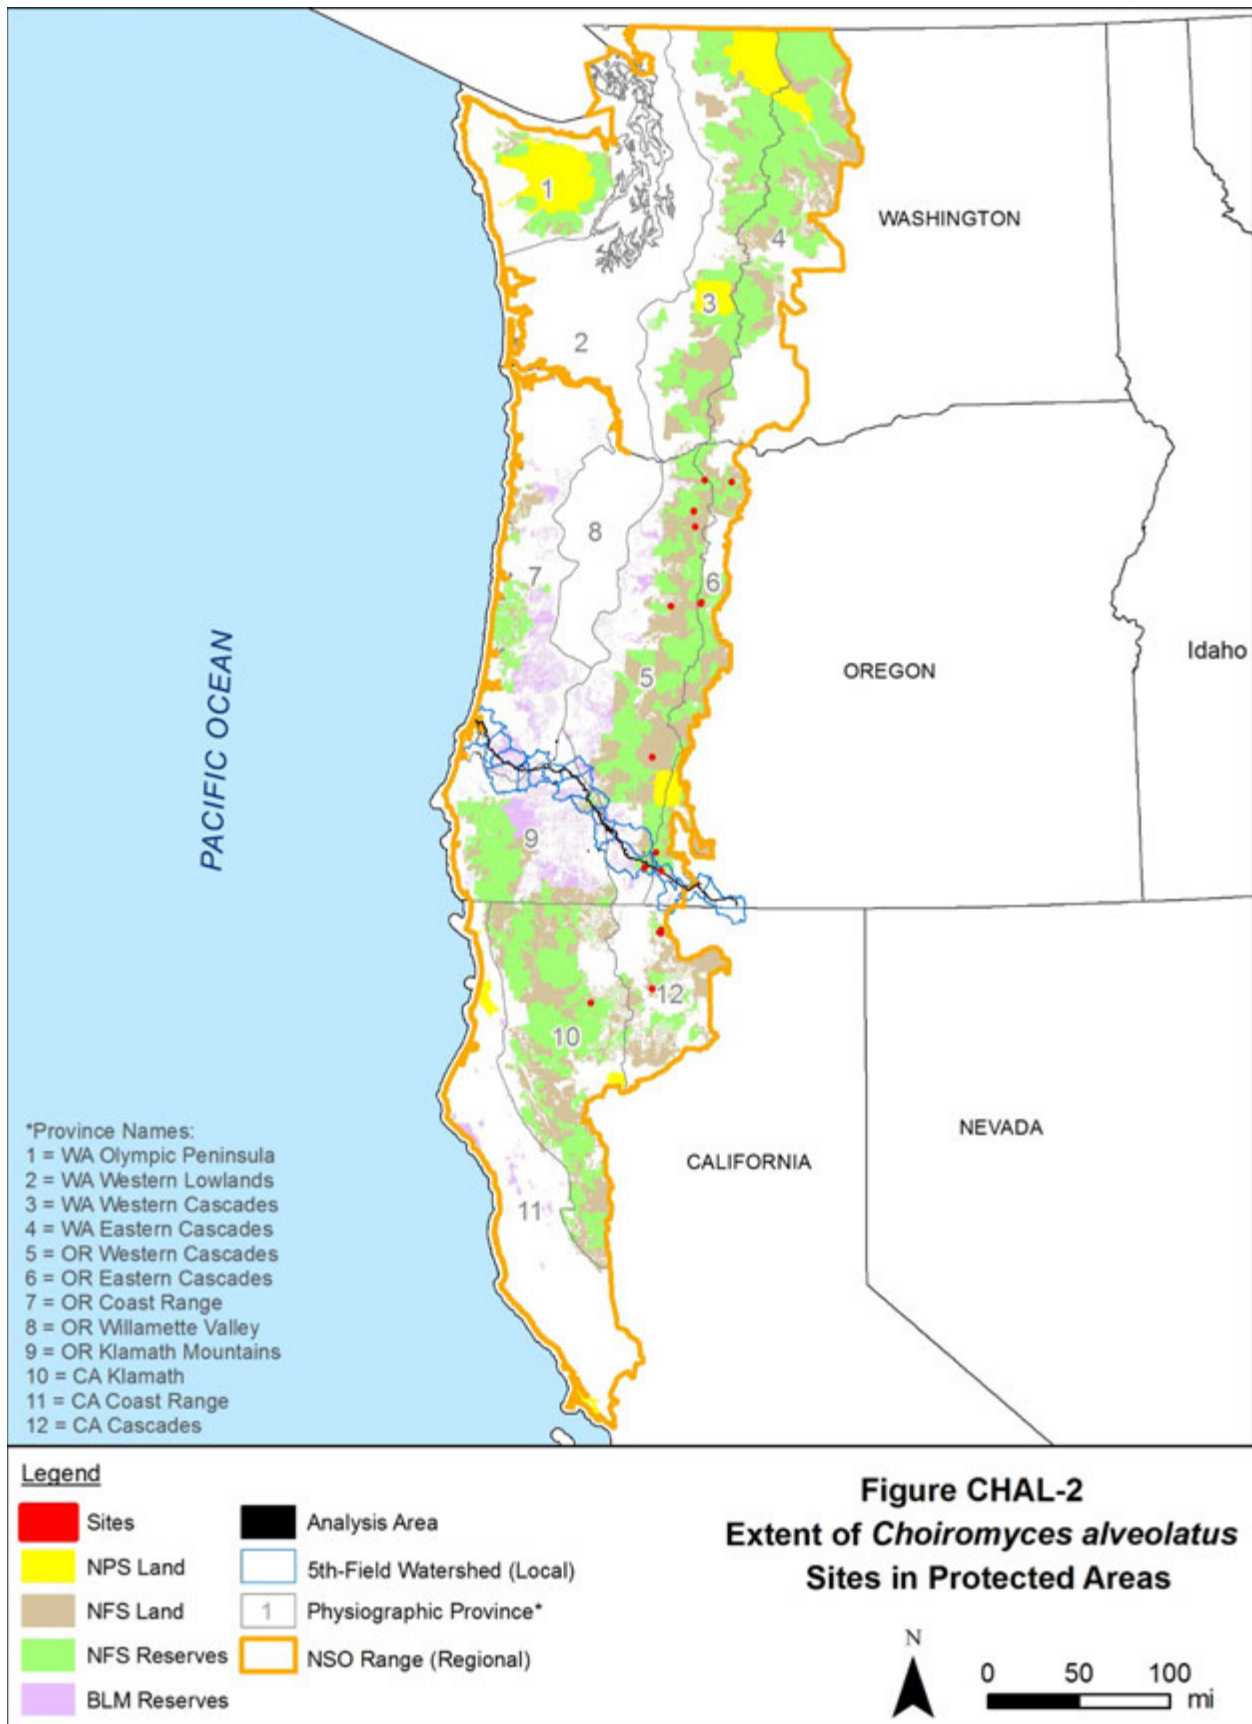 WASHINGTON
1
4
3
2
8
7
6
5
Idaho
OREGON
PACIFIC OCEAN
9
12
10
NEVADA
CALIFORNIA
11
*Province Names:
1 = WA Olympic Peninsula
2 = WA Western Lowlands
3 = WA Western Cascades
4 = WA Eastern Cascades
5 = OR Western Cascades
6 = OR Eastern Cascades
7 = OR Coast Range
8 = OR Willamette Valley
9 = OR Klamath Mountains
10 = CA Klamath
11 = CA Coast Range
12 = CA Cascades
Legend
Sites
NPS Land
NFS Land
NFS Reserves
BLM Reserves
Analysis Area
5th-Field Watershed (Local)
1 Physiographic Province*
NSO Range (Regional)
Figure CHAL-2
Extent of Choiromyces alveolatus
Sites in Protected Areas
N
0 50 100
mi